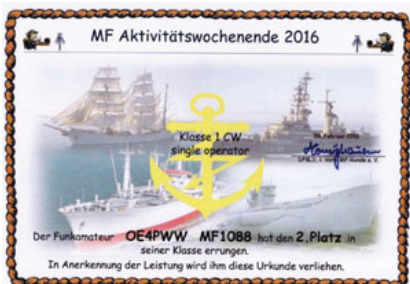 MF Aktivitätswochenende 2016
Klasse 1 CW
single operator
Der Funkamateur OE4PWW MF1088 hat den 2.Platz in
seiner Klasse errungen.
In Anerkennung der Leistung wird ihm diese Urkunde verliehen.